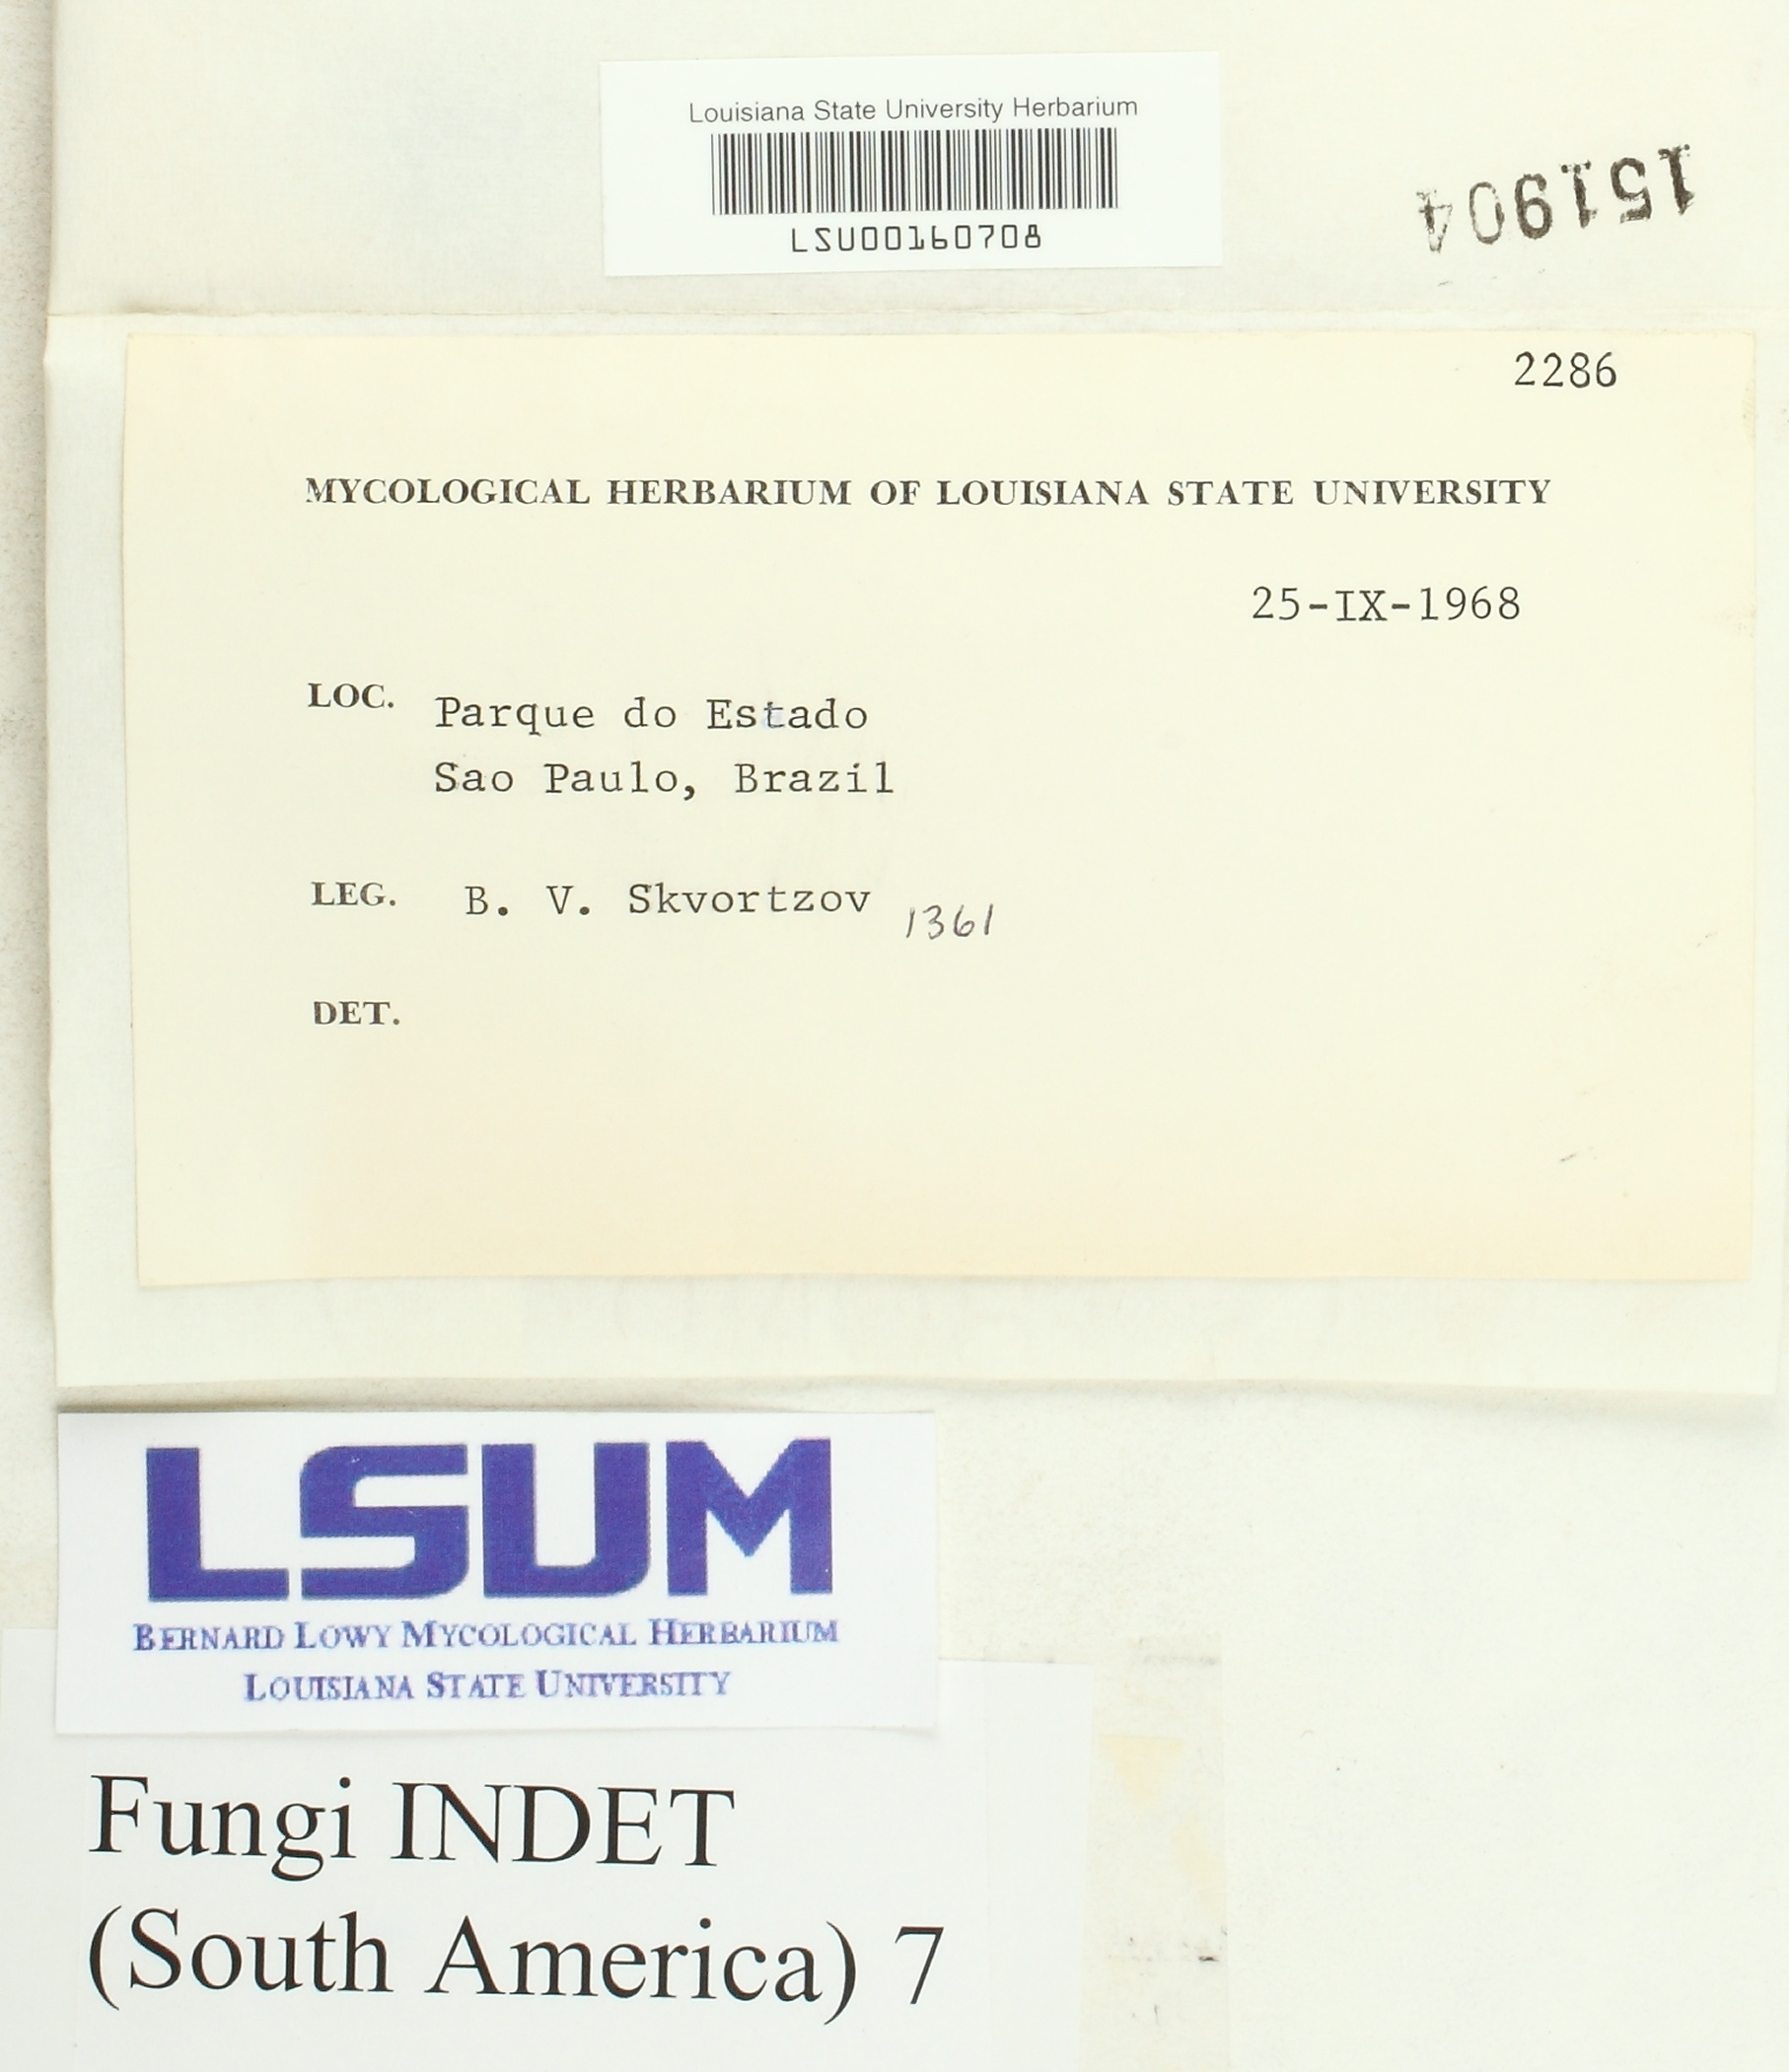 Louisiana State University Herbarium
LSU00160708
151904
2286
MYCOLOGICAL HERBARIUM OF LOUISIANA STATE UNIVERSITY
25-IX-1968
LOC. Parque do Estado
Sao Paulo, Brazil
LEG. B. V. Skvortzov 1361
DET.
LSUM
BERNARD LOWY MYCOLOGICAL HERBARIUM
LOUISIANA STATE UNIVERSITY
Fungi INDET
(South America) 7